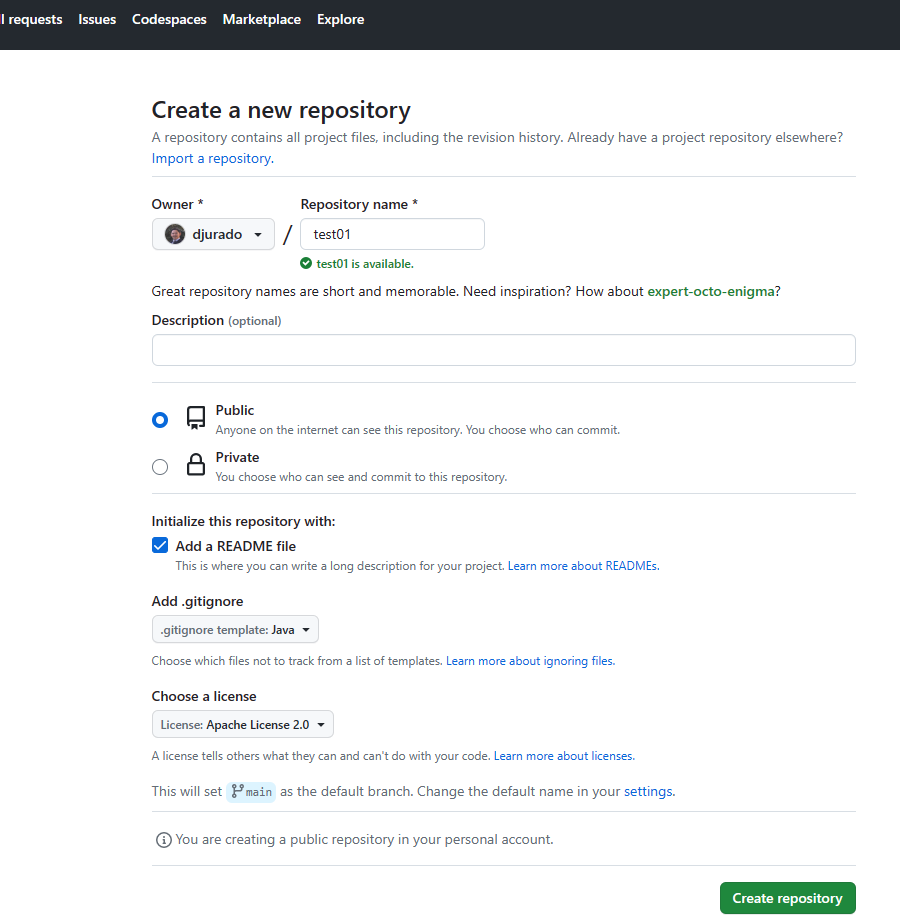 requests Issues Codespaces Marketplace Explore
Create a new repository
A repository contains all project files, including the revision history. Already have a project repository elsewhere?
Import a repository.
Owner * Repository name *
djurado / test01
test01 is available.
Great repository names are short and memorable. Need inspiration? How about expert-octo-enigma?
Description (optional)
Public
Anyone on the internet can see this repository. You choose who can commit.
Private
You choose who can see and commit to this repository.
Initialize this repository with:
Add a README file
This is where you can write a long description for your project. Learn more about READMEs.
Add .gitignore
.gitignore template: Java
Choose which files not to track from a list of templates. Learn more about ignoring files.
Choose a license
License: Apache License 2.0
A license tells others what they can and can't do with your code. Learn more about licenses.
This will set main as the default branch. Change the default name in your settings.
You are creating a public repository in your personal account.
Create repository